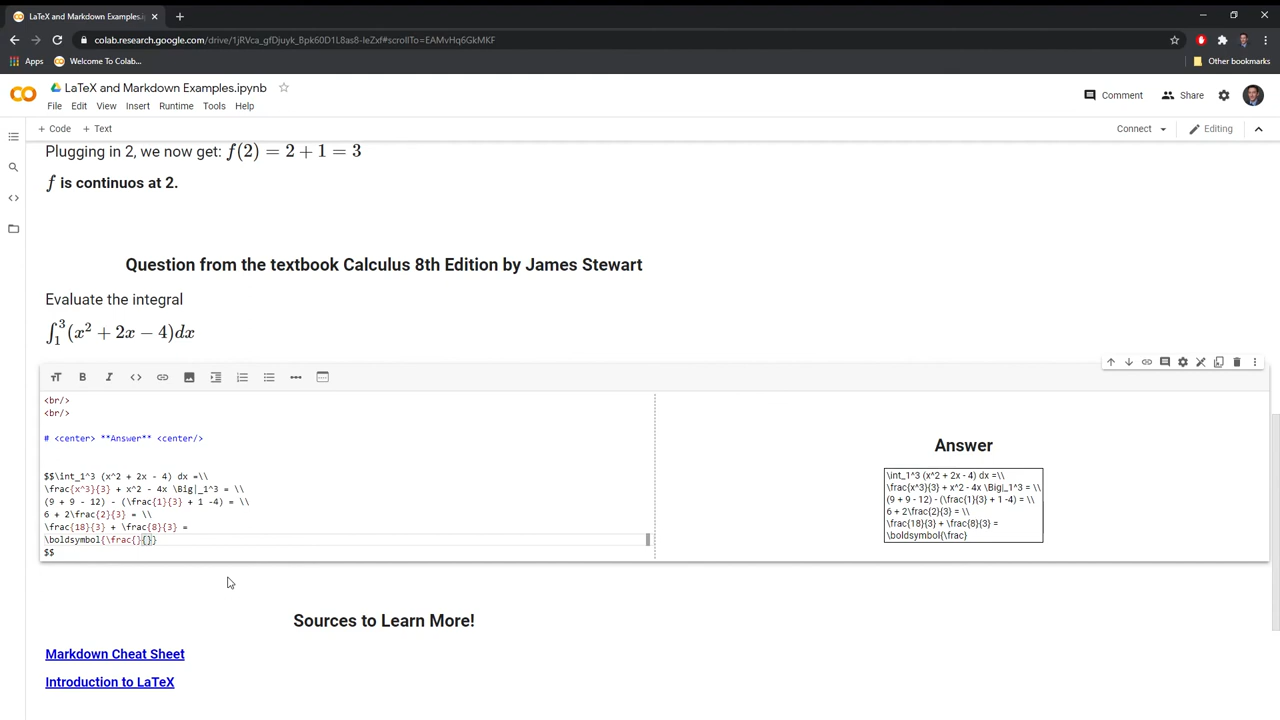 LaTeX and Markdown Examples.ip
colab.research.google.com/drive/1jRVca_gfDjuyk_Bpk60D1L8as8-leZxf#scrollTo=EAMvHq6GkMKF
Apps Welcome To Colab... Other bookmarks
LaTeX and Markdown Examples.ipynb
Comment Share
File Edit View Insert Runtime Tools Help
+ Code + Text Connect Editing
Plugging in 2, we now get: f(2) = 2 + 1 = 3
f is continuos at 2.
Question from the textbook Calculus 8th Edition by James Stewart
Evaluate the integral
∫₁³(x² + 2x − 4)dx
<br/>
<br/>
# <center> **Answer** <center/>
$$\int_1^3 (x^2 + 2x - 4) dx =\\
\frac{x^3}{3} + x^2 - 4x \Big|_1^3 = \\
(9 + 9 - 12) - (\frac{1}{3} + 1 -4) = \\
6 + 2\frac{2}{3} = \\
\frac{18}{3} + \frac{8}{3} =
\boldsymbol{\frac{}{}}
$$
Answer
\int_1^3 (x^2 + 2x - 4) dx =\\
\frac{x^3}{3} + x^2 - 4x \Big|_1^3 = \\
(9 + 9 - 12) - (\frac{1}{3} + 1 -4) = \\
6 + 2\frac{2}{3} = \\
\frac{18}{3} + \frac{8}{3} =
\boldsymbol{\frac}
Sources to Learn More!
Markdown Cheat Sheet
Introduction to LaTeX